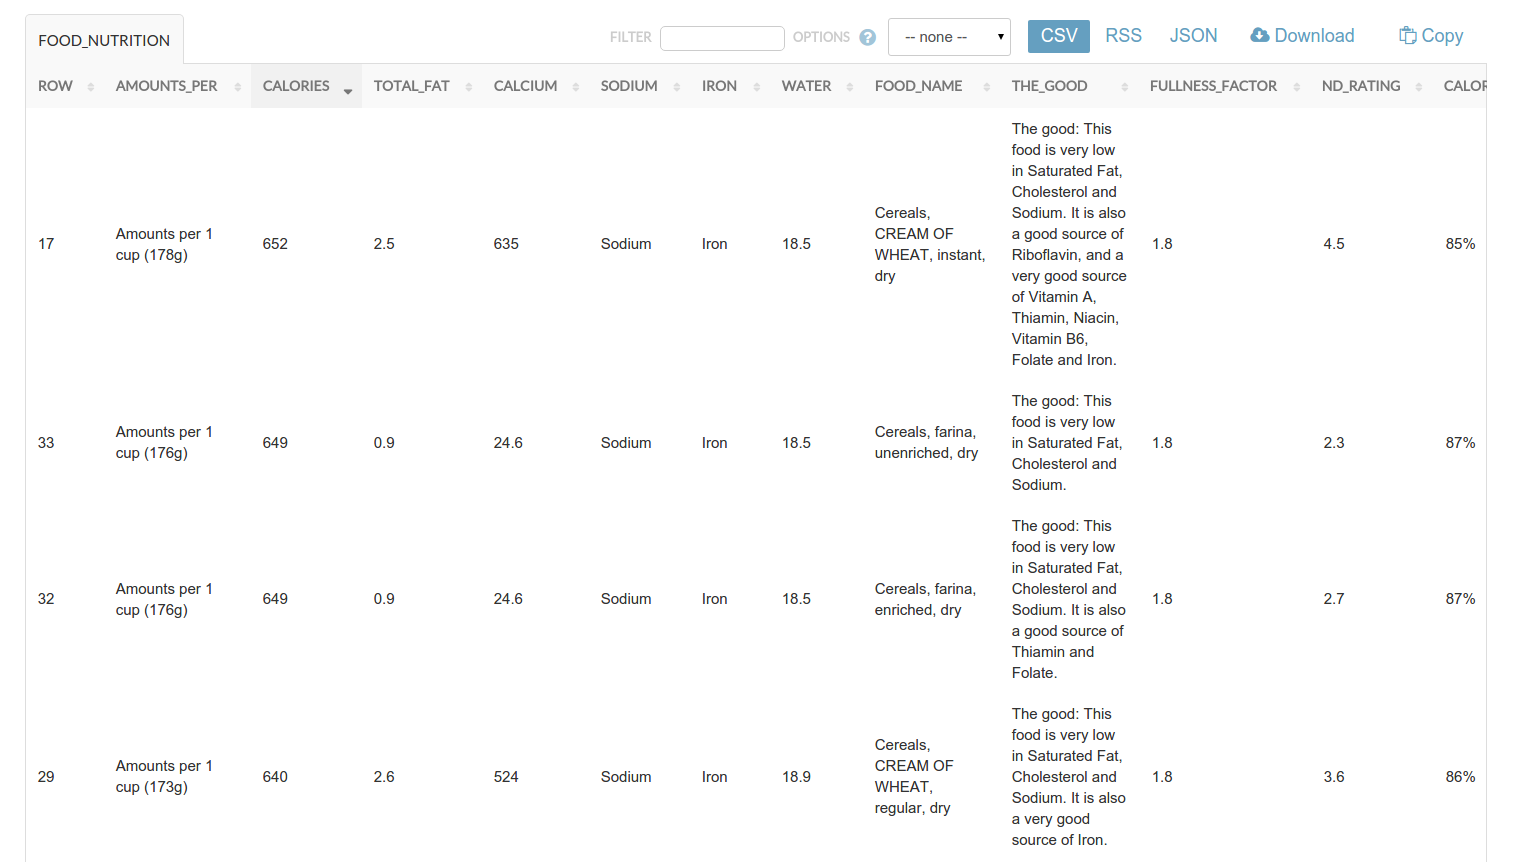 FOOD_NUTRITION
FILTER OPTIONS ? -- none -- CSV RSS JSON Download Copy
ROW AMOUNTS_PER CALORIES TOTAL_FAT CALCIUM SODIUM IRON WATER FOOD_NAME THE_GOOD FULLNESS_FACTOR ND_RATING CALOR
17
Amounts per 1
cup (178g)
652
2.5
635
Sodium
Iron
18.5
Cereals,
CREAM OF
WHEAT, instant,
dry
The good: This
food is very low
in Saturated Fat,
Cholesterol and
Sodium. It is also
a good source of
Riboflavin, and a
very good source
of Vitamin A,
Thiamin, Niacin,
Vitamin B6,
Folate and Iron.
1.8
4.5
85%
33
Amounts per 1
cup (176g)
649
0.9
24.6
Sodium
Iron
18.5
Cereals, farina,
unenriched, dry
The good: This
food is very low
in Saturated Fat,
Cholesterol and
Sodium.
1.8
2.3
87%
32
Amounts per 1
cup (176g)
649
0.9
24.6
Sodium
Iron
18.5
Cereals, farina,
enriched, dry
The good: This
food is very low
in Saturated Fat,
Cholesterol and
Sodium. It is also
a good source of
Thiamin and
Folate.
1.8
2.7
87%
29
Amounts per 1
cup (173g)
640
2.6
524
Sodium
Iron
18.9
Cereals,
CREAM OF
WHEAT,
regular, dry
The good: This
food is very low
in Saturated Fat,
Cholesterol and
Sodium. It is also
a very good
source of Iron.
1.8
3.6
86%